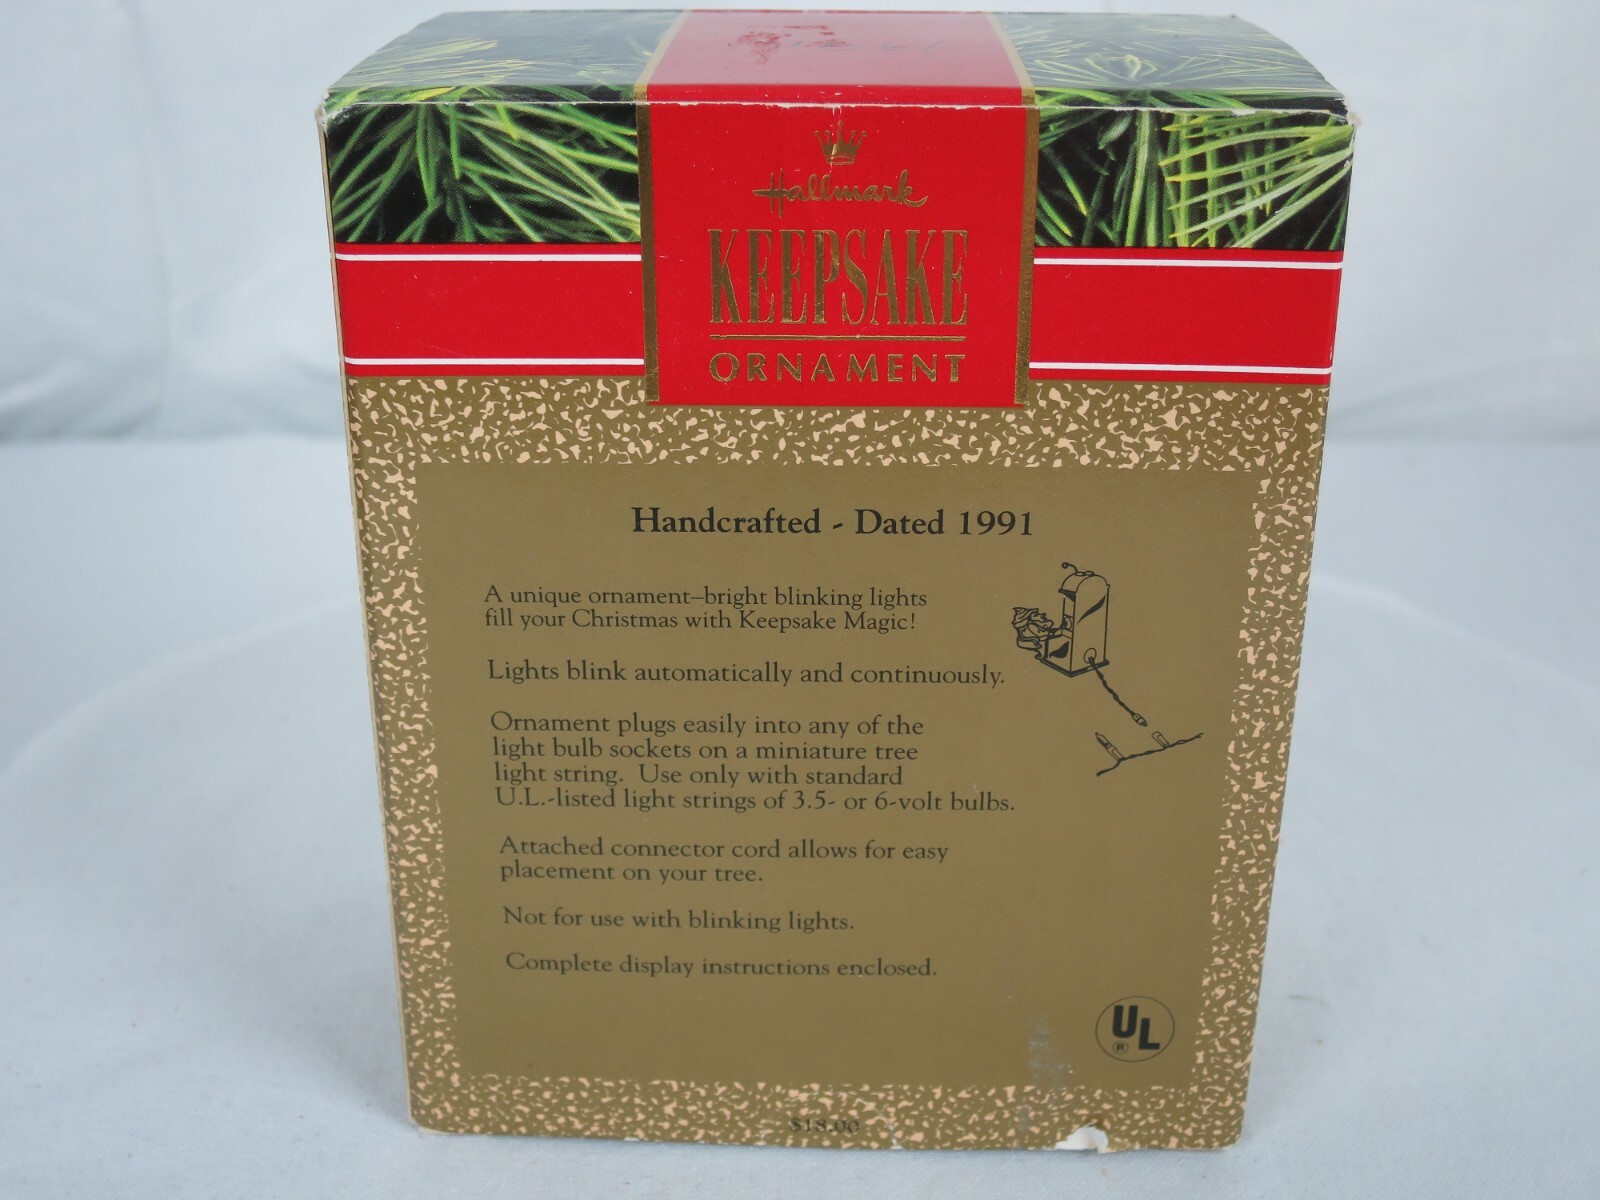 Hallmark
KEEPSAKE
ORNAMENT
Handcrafted - Dated 1991
A unique ornament–bright blinking lights
fill your Christmas with Keepsake Magic!
Lights blink automatically and continuously.
Ornament plugs easily into any of the
light bulb sockets on a miniature tree
light string. Use only with standard
U.L.-listed light strings of 3.5- or 6-volt bulbs.
Attached connector cord allows for easy
placement on your tree.
Not for use with blinking lights.
Complete display instructions enclosed.
UL
®
$18.00